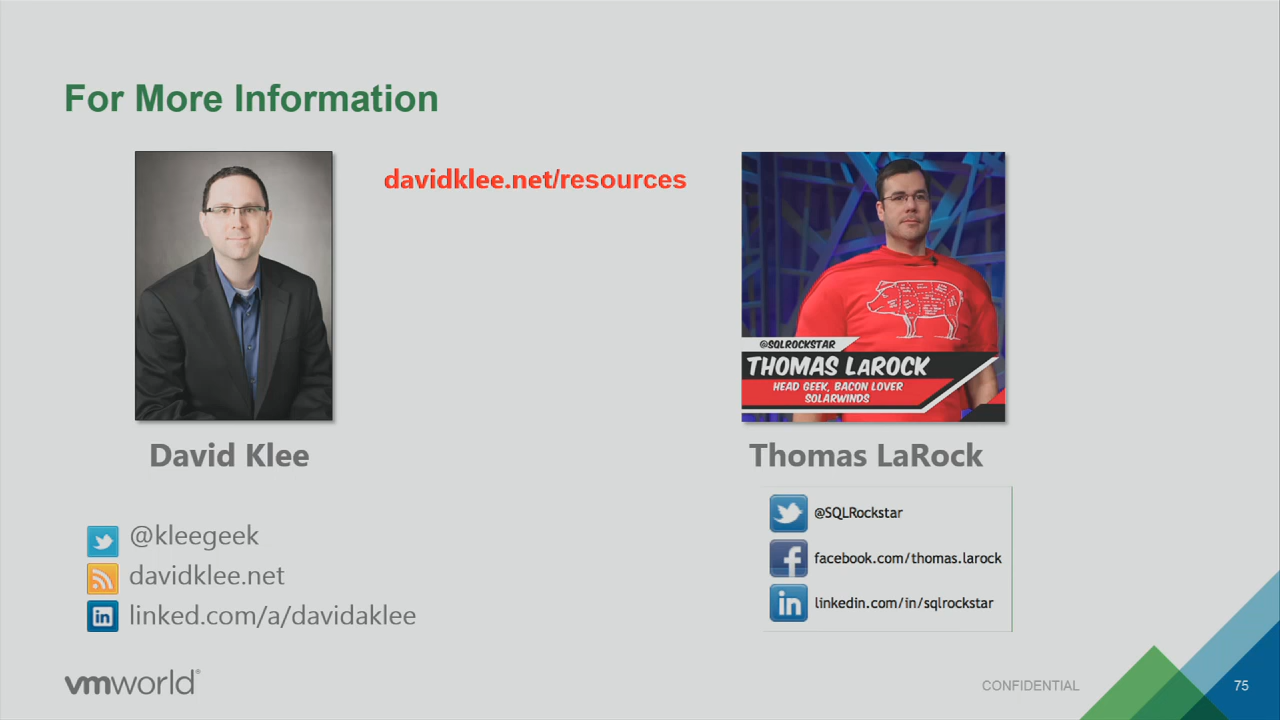 For More Information
davidklee.net/resources
@SQLROCKSTAR
THOMAS LAROCK
HEAD GEEK, BACON LOVER
SOLARWINDS
David Klee
Thomas LaRock
@kleegeek
davidklee.net
linked.com/a/davidaklee
@SQLRockstar
facebook.com/thomas.larock
linkedin.com/in/sqlrockstar
vmworld®
CONFIDENTIAL
75